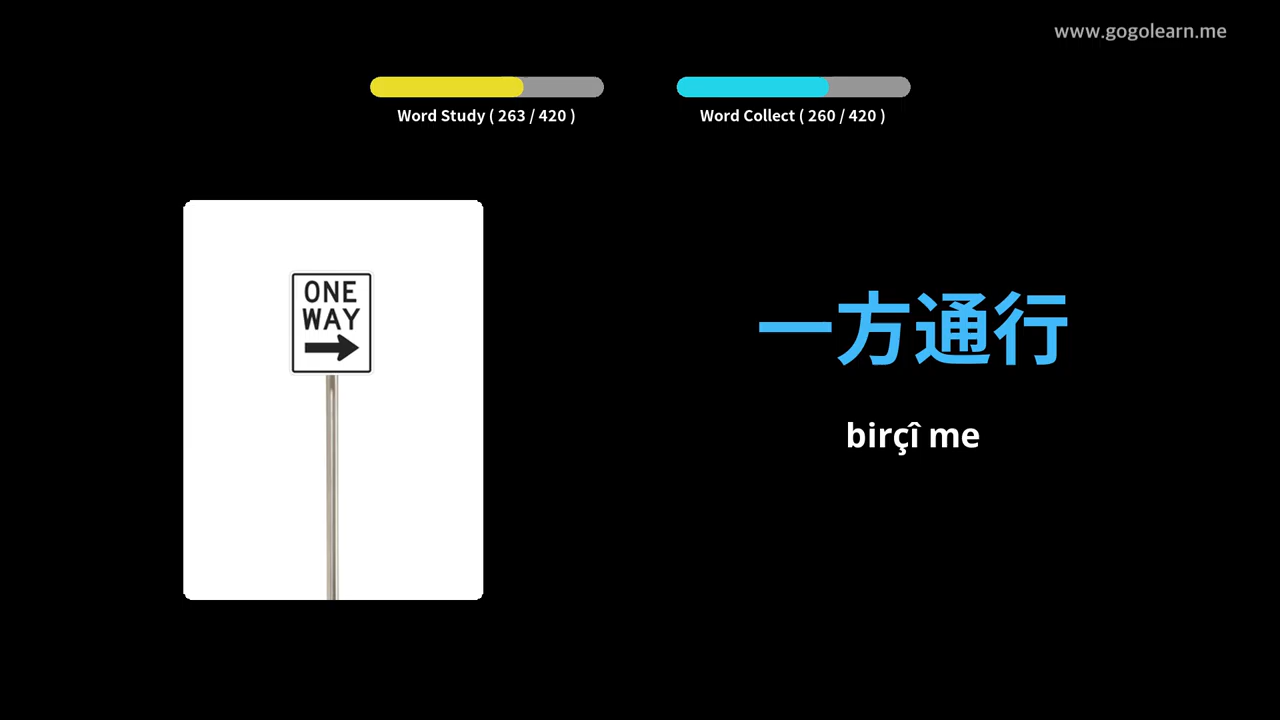 www.gogolearn.me
Word Study ( 263 / 420 )
Word Collect ( 260 / 420 )
ONE
WAY
一方通行
birçî me